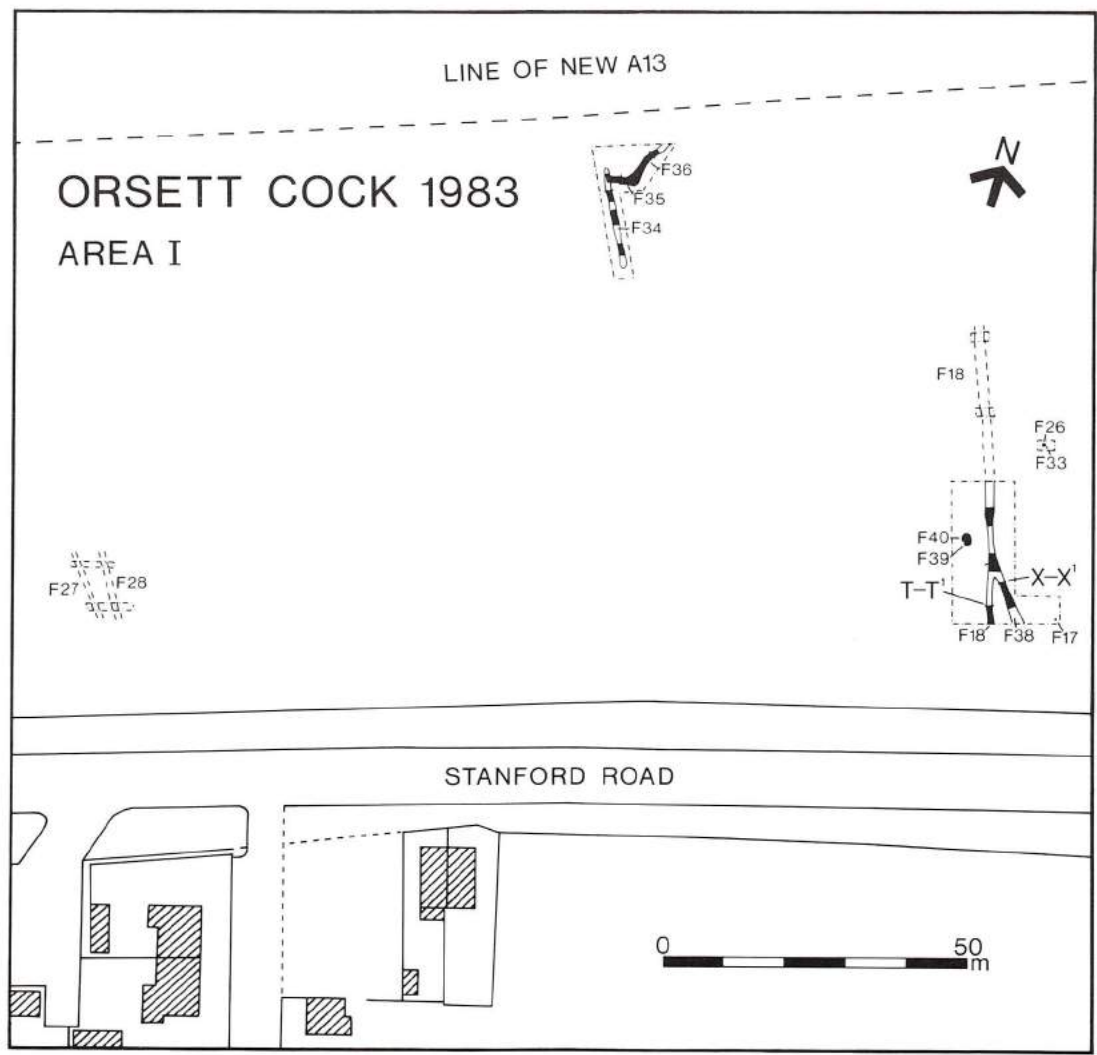 LINE OF NEW A13
ORSETT COCK 1983
AREA I
N
F36
F35
F34
F18
F26
F33
F40
F39
X-X¹
T-T¹
F27
F28
F18
F38
F17
STANFORD ROAD
0
50
m